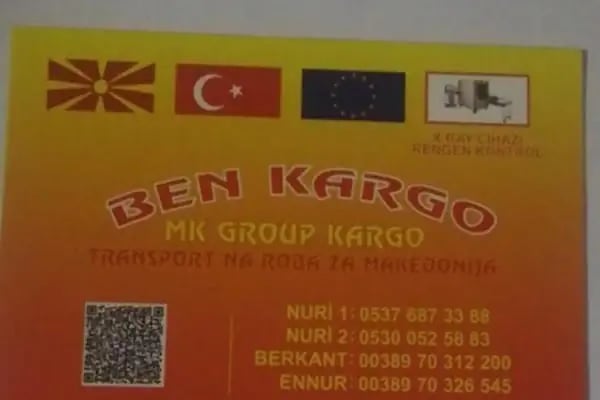 X-RAY CIHAZI
RENGEN KONTROL
BEN KARGO
MK GROUP KARGO
TRANSPORT NA ROBA ZA MAKEDONIJA
NURİ 1: 0537 687 33 88
NURİ 2: 0530 052 58 83
BERKANT: 00389 70 312 200
ENNUR: 00389 70 326 545